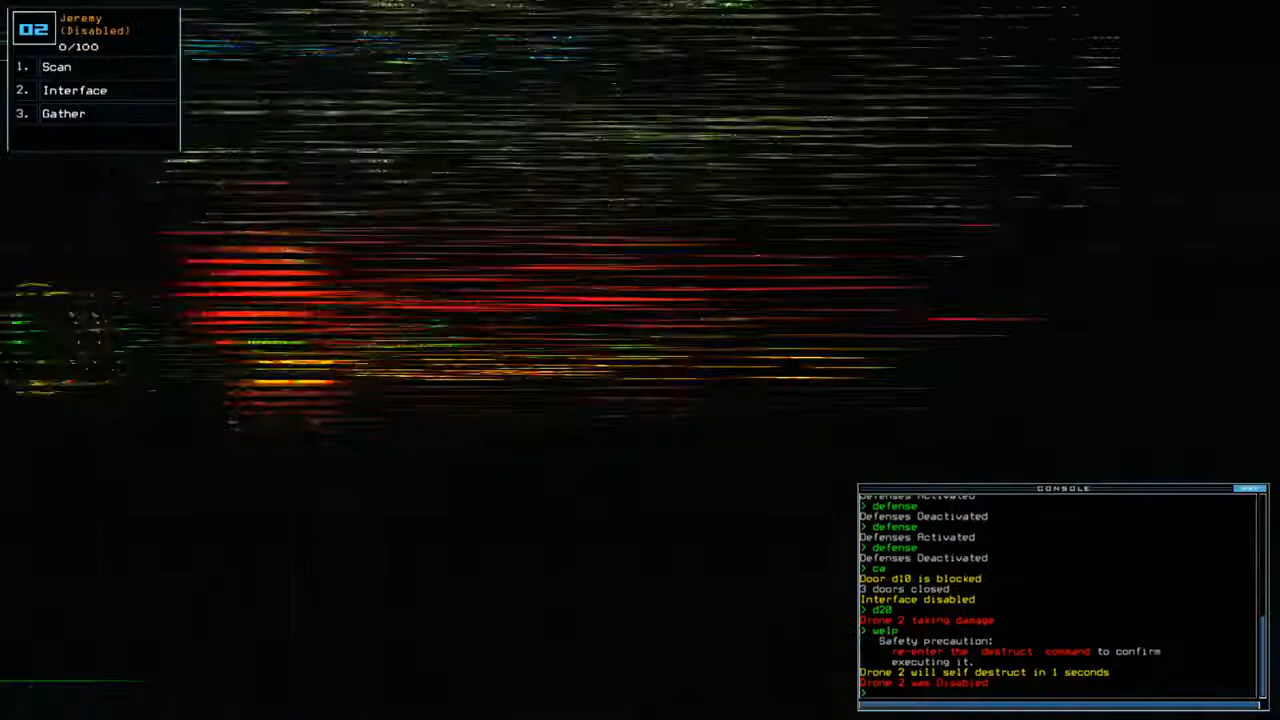 02
Jeremy
(Disabled)
0/100
1. Scan
2. Interface
3. Gather
CONSOLE
Defenses Activated
> defense
Defenses Deactivated
> defense
Defenses Activated
> defense
Defenses Deactivated
> ca
Door d10 is blocked
3 doors closed
Interface disabled
> d20
Drone 2 taking damage
> welp
Safety precaution:
re-enter the destruct command to confirm
executing it.
Drone 2 will self destruct in 1 seconds
Drone 2 was Disabled
>